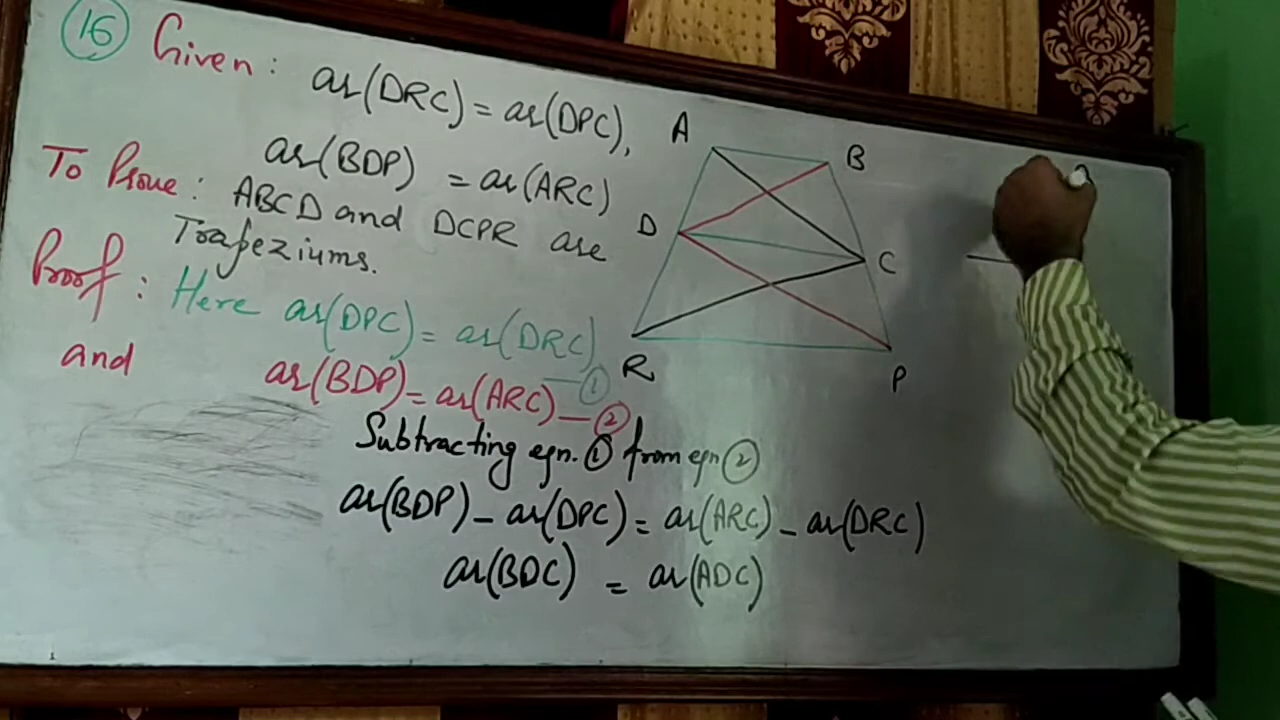 16 Given: ar(DRC) = ar(DPC),
ar(BDP) = ar(ARC)
To Prove: ABCD and DCPR are
Trapeziums.
Proof: Here ar(DPC) = ar(DRC) — 1
and ar(BDP) = ar(ARC) — 2
Subtracting eqn. 1 from eqn 2
ar(BDP) - ar(DPC) = ar(ARC) - ar(DRC)
ar(BDC) = ar(ADC)
A
B
D
C
R
P